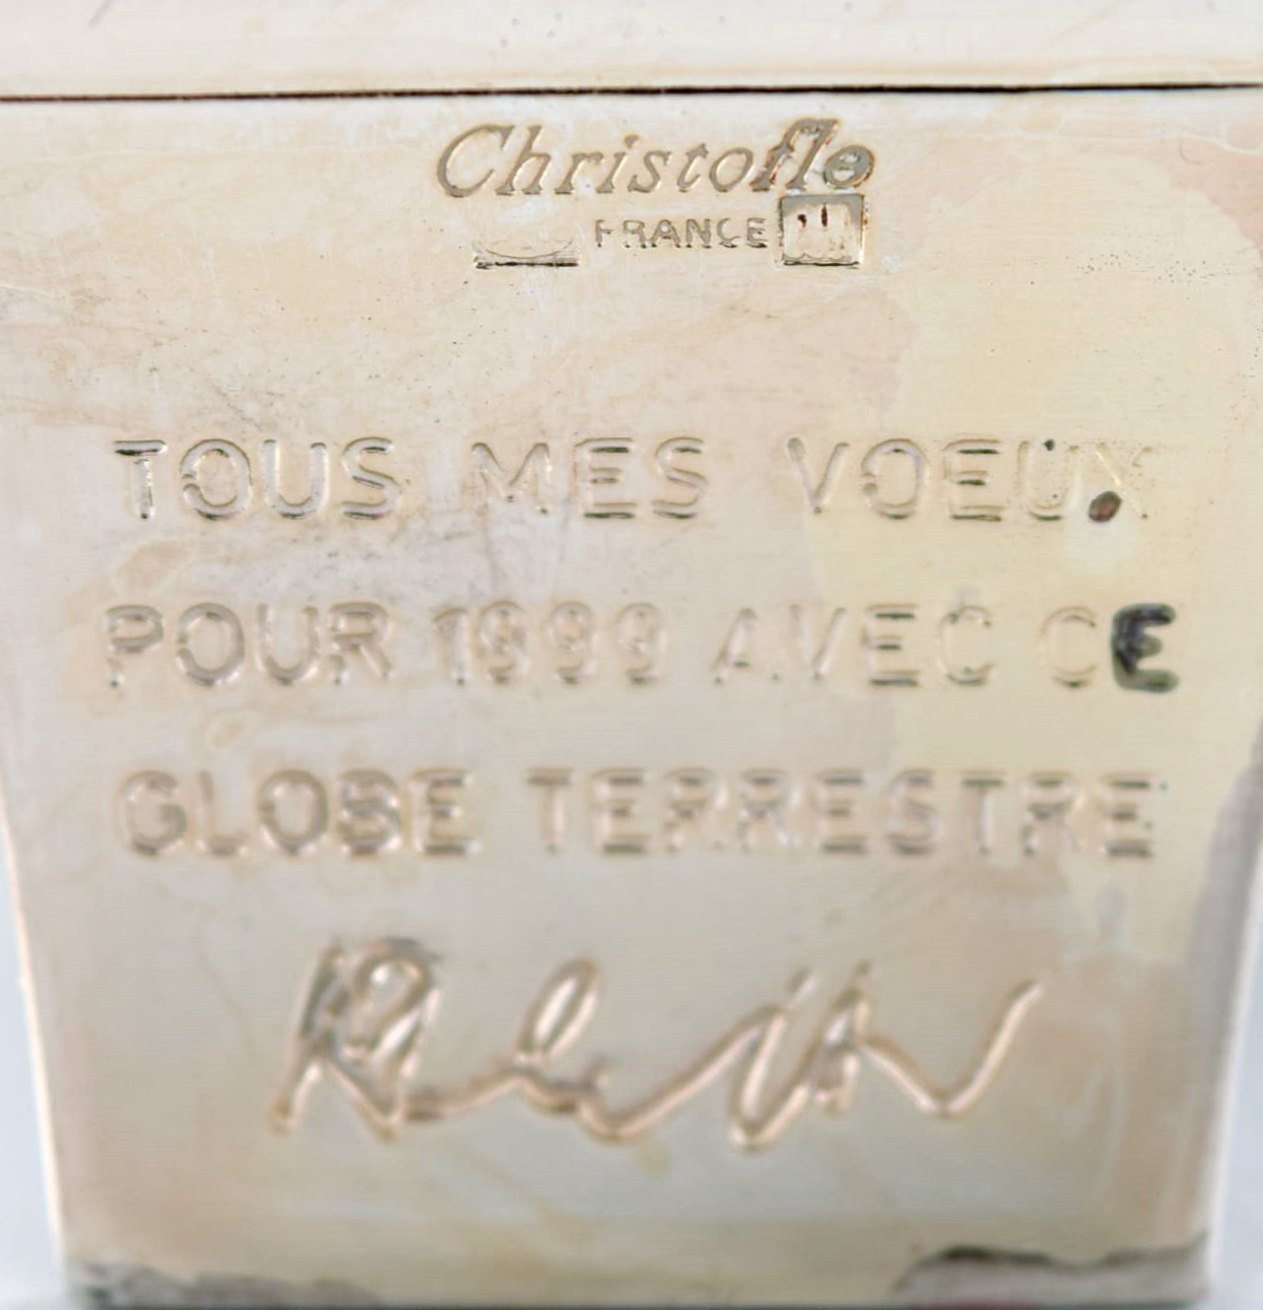 Christofle
FRANCE
TOUS MES VOEUX
POUR 1999 AVEC CE
GLOBE TERRESTRE